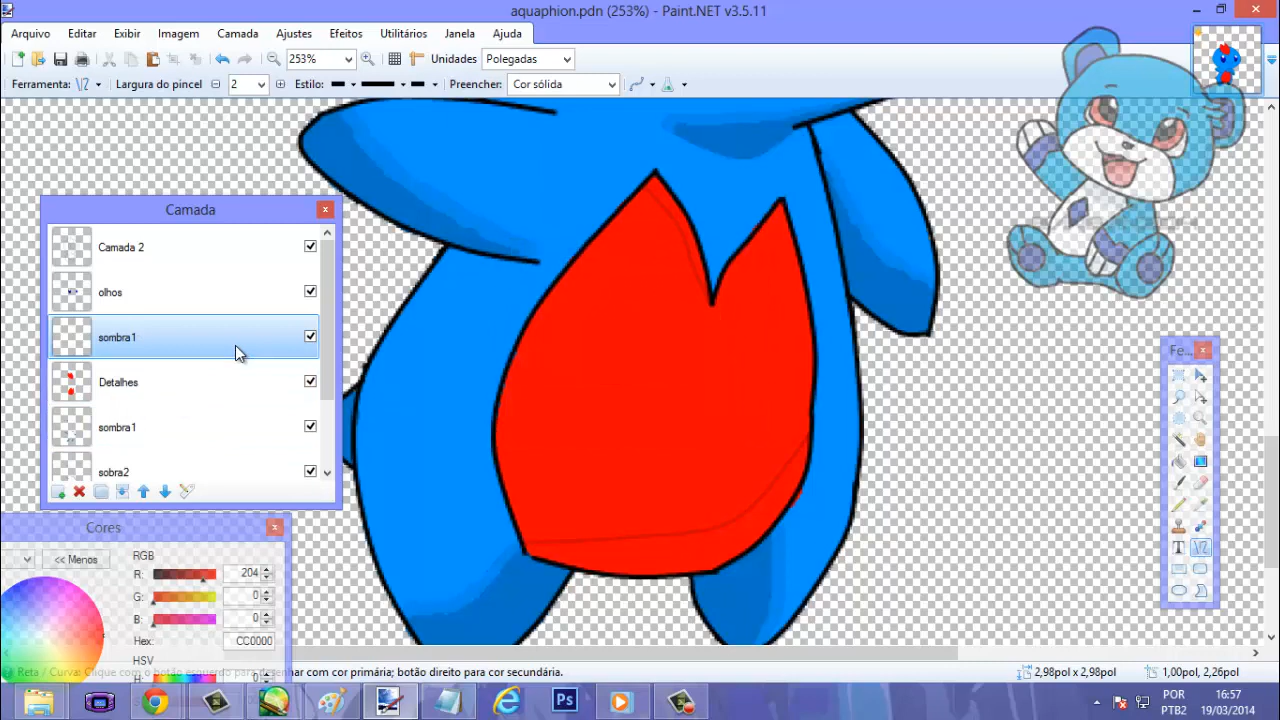 aquaphion.pdn (253%) - Paint.NET v3.5.11
Arquivo Editar Exibir Imagem Camada Ajustes Efeitos Utilitários Janela Ajuda
253% Unidades Polegadas
Ferramenta: Largura do pincel 2 Estilo: Preencher: Cor sólida
Camada
Camada 2
olhos
sombra1
Detalhes
sombra1
sobra2
Fe...
Cores
<< Menos
RGB
R: 204
G: 0
B: 0
Hex: CC0000
HSV
H: 0
Reta / Curva: Clique com o botão esquerdo para desenhar com cor primária; botão direito para cor secundária.
2,98pol x 2,98pol
1,00pol, 2,26pol
Ps
POR
PTB2
16:57
19/03/2014